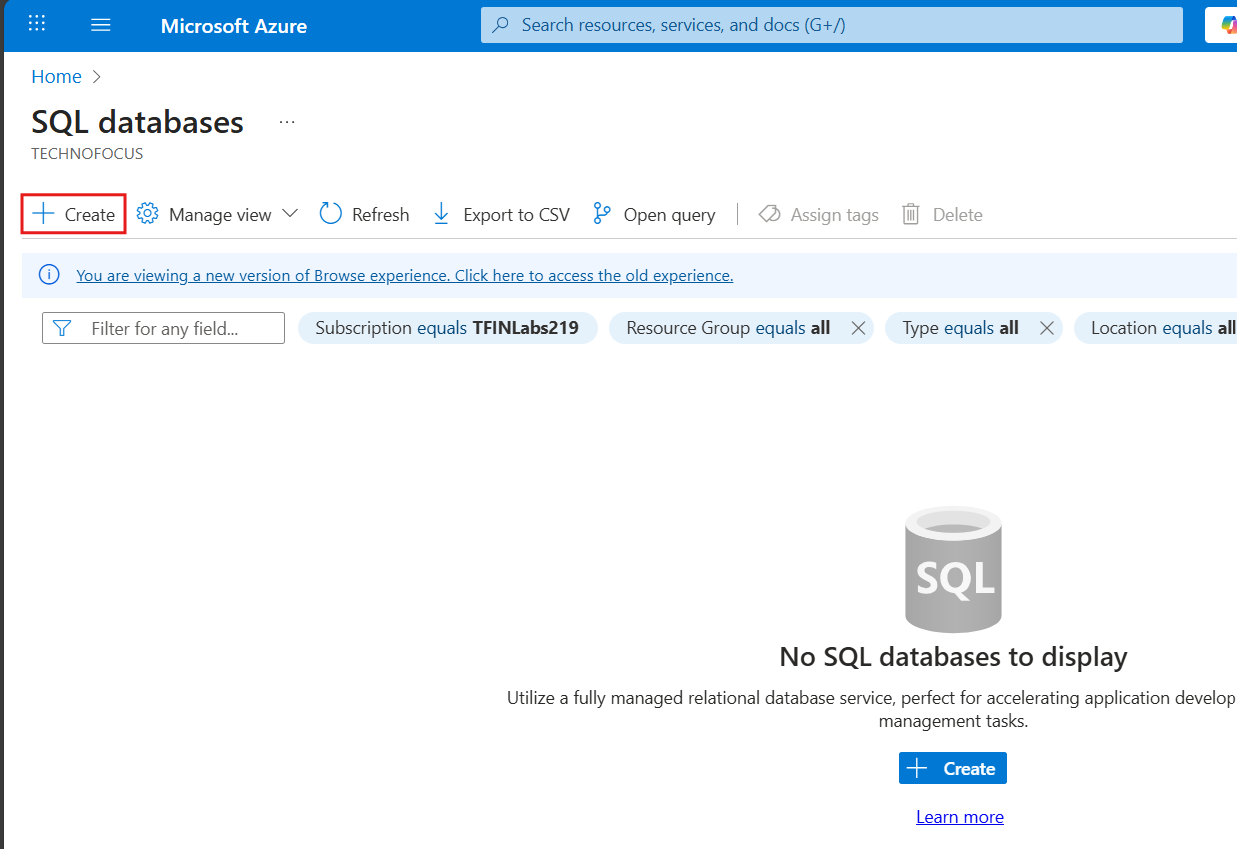 Microsoft Azure
Search resources, services, and docs (G+/)
Home
SQL databases
TECHNOFOCUS
Create Manage view Refresh Export to CSV Open query Assign tags Delete
You are viewing a new version of Browse experience. Click here to access the old experience.
Filter for any field... Subscription equals TFINLabs219 Resource Group equals all Type equals all Location equals all
SQL
No SQL databases to display
Utilize a fully managed relational database service, perfect for accelerating application develop
management tasks.
Create
Learn more